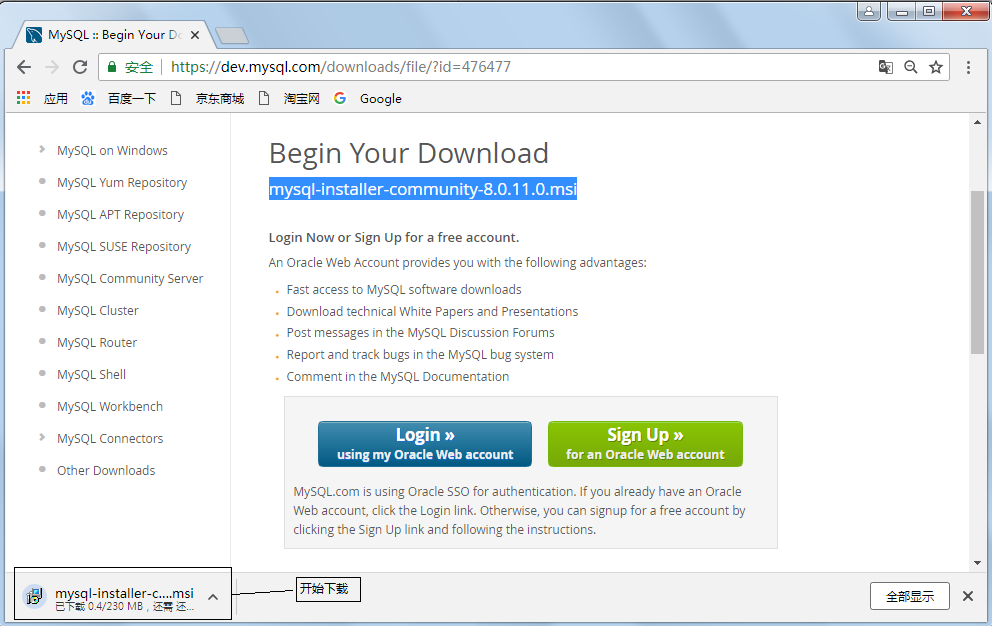 MySQL :: Begin Your Do
安全 https://dev.mysql.com/downloads/file/?id=476477
应用 百度一下 京东商城 淘宝网 Google
MySQL on Windows
MySQL Yum Repository
MySQL APT Repository
MySQL SUSE Repository
MySQL Community Server
MySQL Cluster
MySQL Router
MySQL Shell
MySQL Workbench
MySQL Connectors
Other Downloads
Begin Your Download
mysql-installer-community-8.0.11.0.msi
Login Now or Sign Up for a free account.
An Oracle Web Account provides you with the following advantages:
Fast access to MySQL software downloads
Download technical White Papers and Presentations
Post messages in the MySQL Discussion Forums
Report and track bugs in the MySQL bug system
Comment in the MySQL Documentation
Login »
using my Oracle Web account
Sign Up »
for an Oracle Web account
MySQL.com is using Oracle SSO for authentication. If you already have an Oracle
Web account, click the Login link. Otherwise, you can signup for a free account by
clicking the Sign Up link and following the instructions.
mysql-installer-c....msi
已下载 0.4/230 MB，还需 还...
开始下载
全部显示